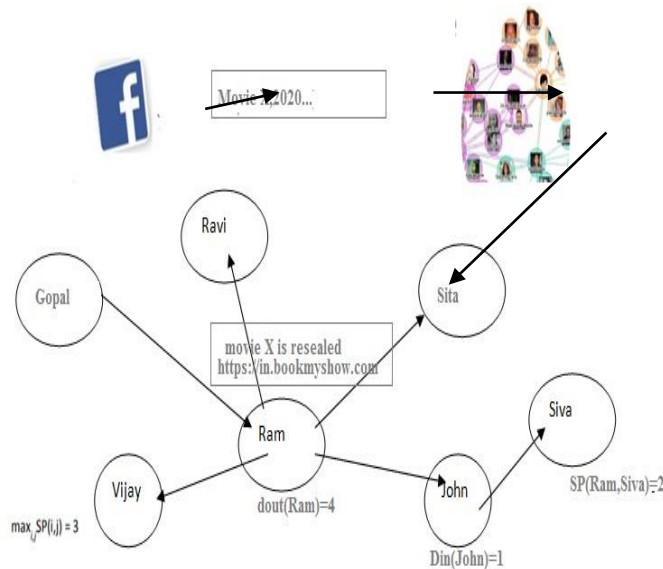 f
Movie X,2020...
Ravi
Gopal
Sita
movie X is resealed
https://in.bookmyshow.com
Siva
Ram
Vijay
John
SP(Ram,Siva)=2
dout(Ram)=4
max SP(i,j) = 3
i,j
Din(John)=1